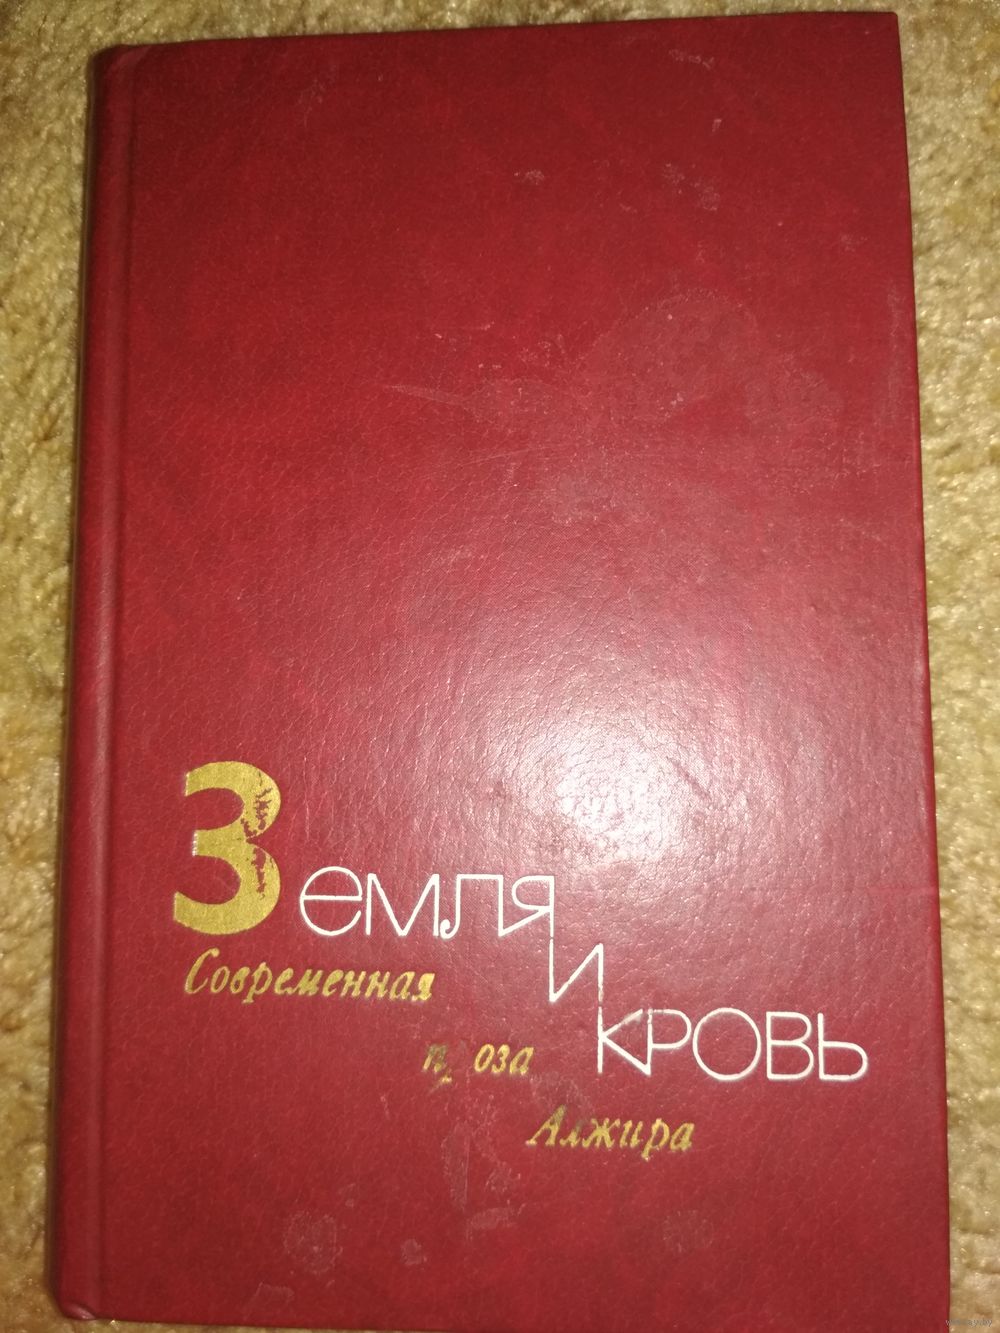 Земля
и
кровь
Современная
проза
Алжира